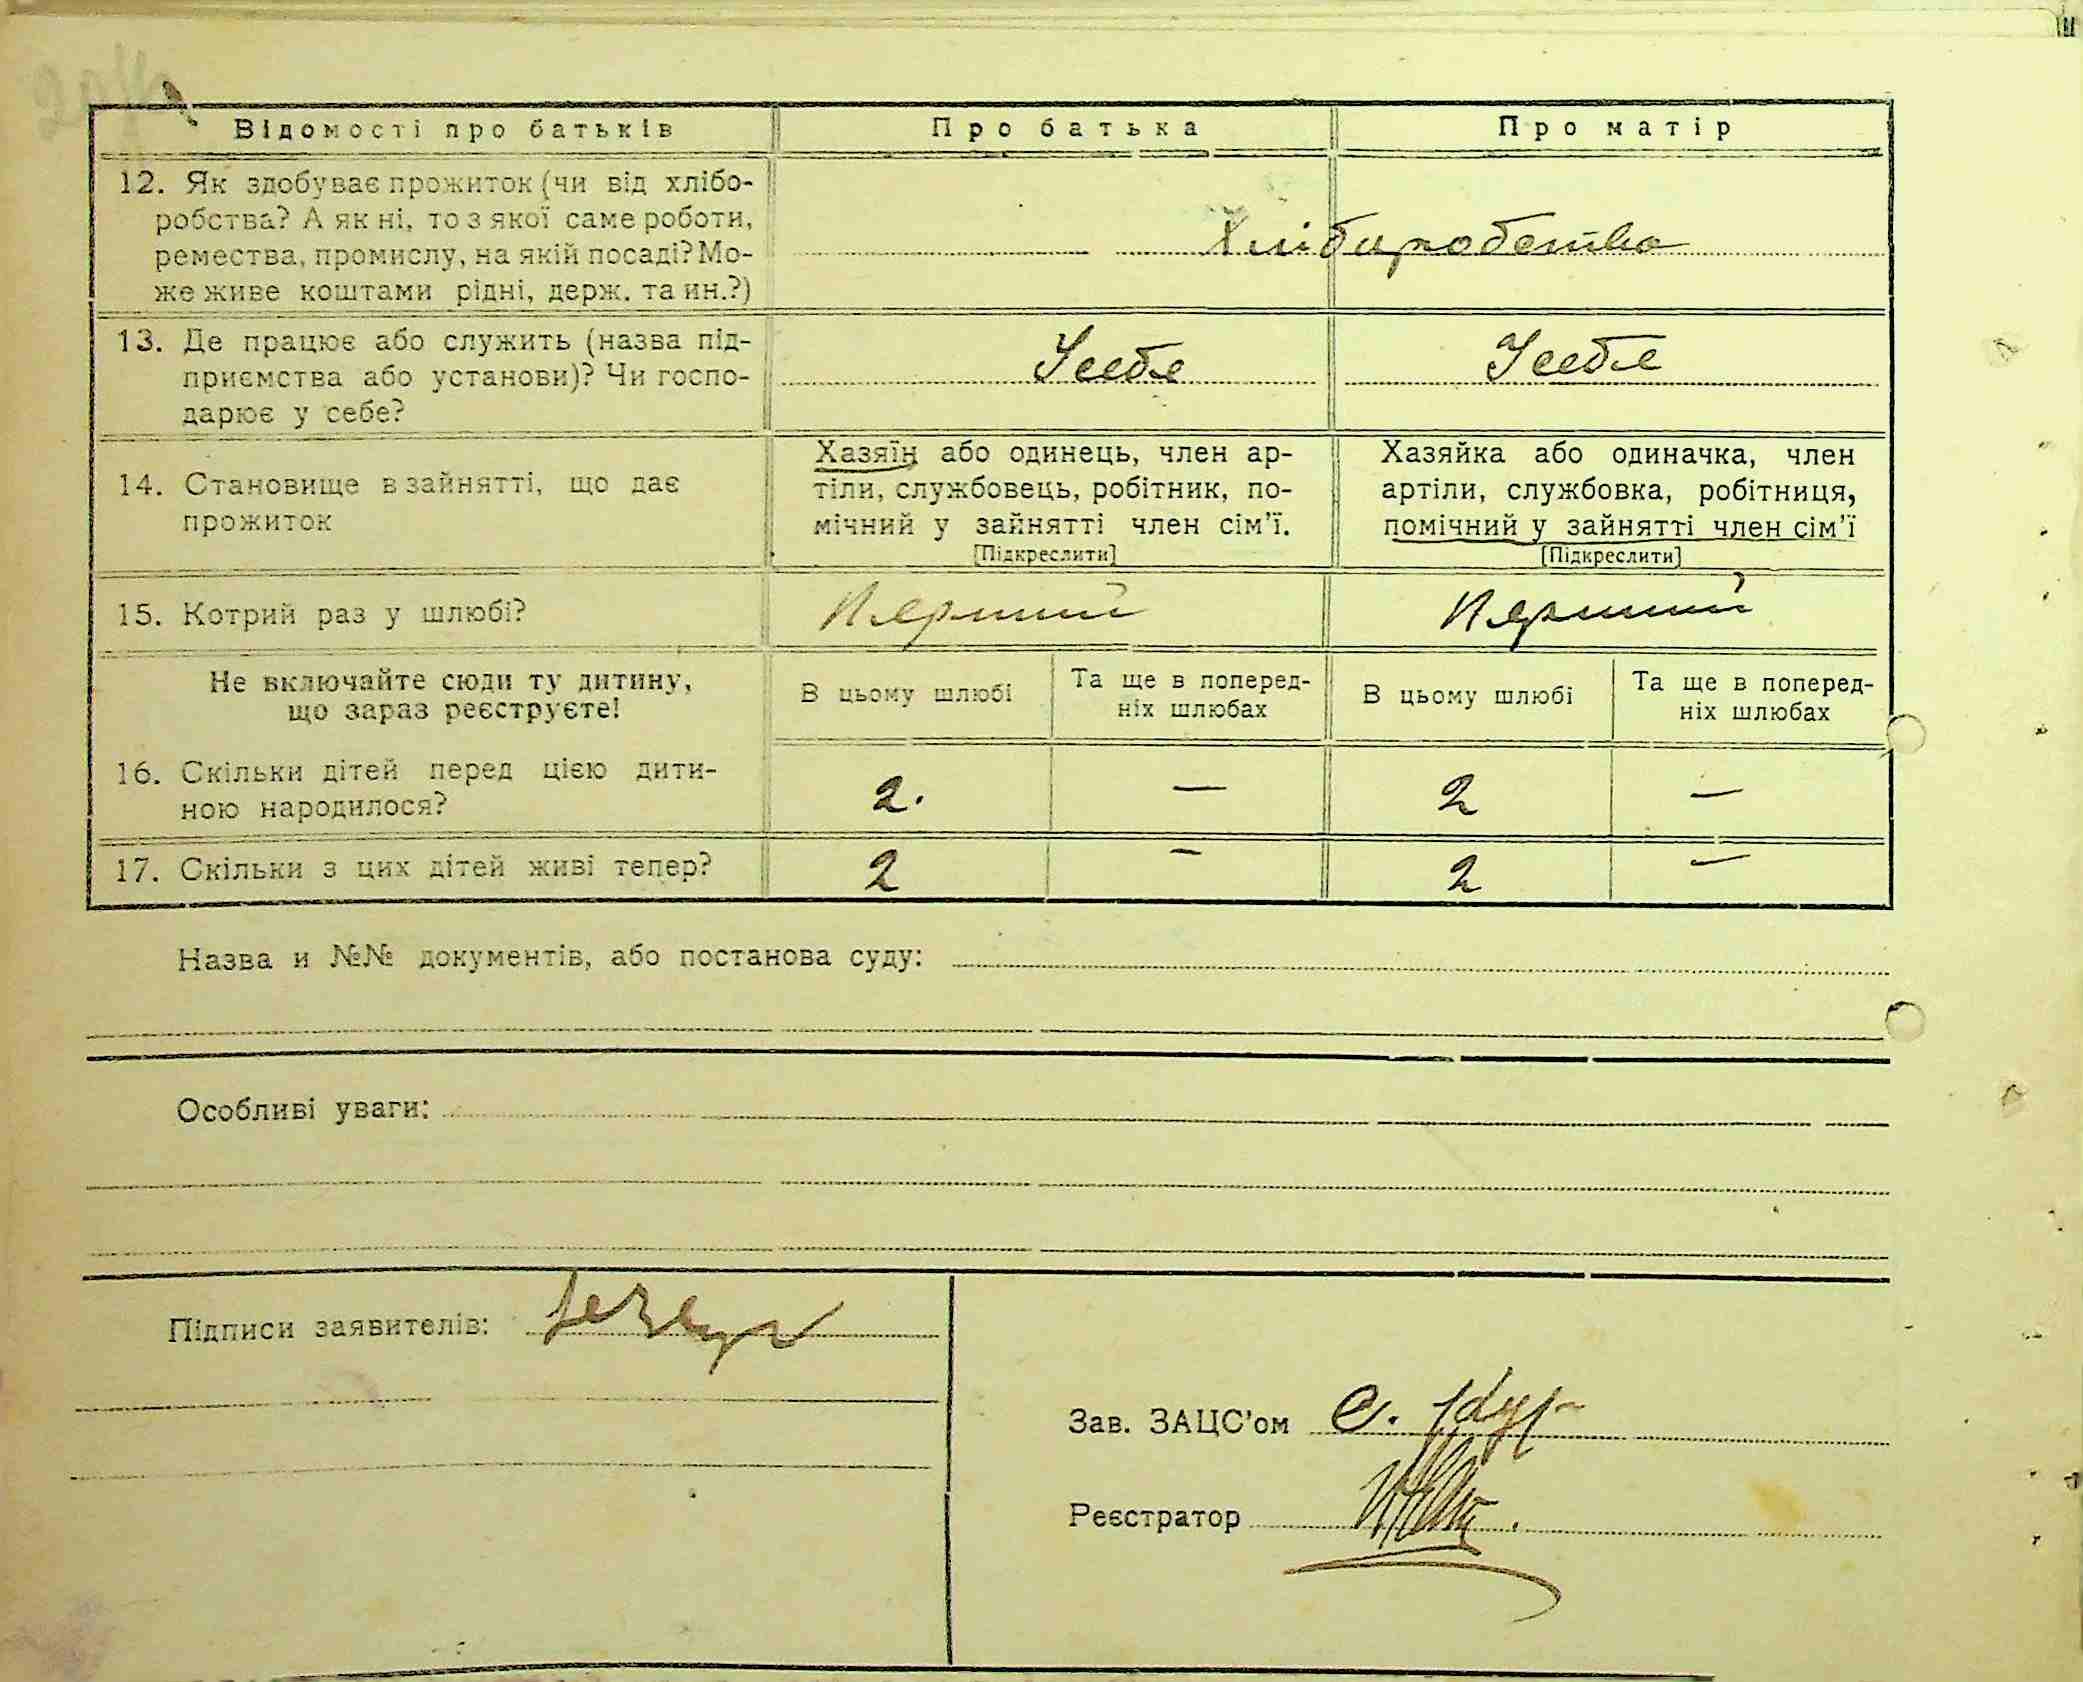 Відомості про батьків Про батька Про матір
12. Як здобуває прожиток (чи від хлібо-
робства? А як ні, то з якої саме роботи,
ремества, промислу, на якій посаді? Мо-
же живе коштами рідні, держ. та ин.?)
Хліборобство
13. Де працює або служить (назва під-
приємства або установи)? Чи госпо-
дарює у себе?
Усебе Усебе
14. Становище в зайнятті, що дає
прожиток
Хазяїн або одинець, член ар-
тіли, службовець, робітник, по-
мічний у зайнятті член сім'ї.
[Підкреслити]
Хазяйка або одиначка, член
артіли, службовка, робітниця,
помічний у зайнятті член сім'ї
[Підкреслити]
15. Котрий раз у шлюбі? Перший Перший
Не включайте сюди ту дитину,
що зараз реєструєте!
В цьому шлюбі
Та ще в поперед-
ніх шлюбах
В цьому шлюбі
Та ще в поперед-
ніх шлюбах
16. Скільки дітей перед цією дити-
ною народилося?
2. — 2 —
17. Скільки з цих дітей живі тепер? 2 — 2 —
Назва и №№ документів, або постанова суду:
Особливі уваги:
Підписи заявителів:
Зав. ЗАЦС'ом
Реєстратор